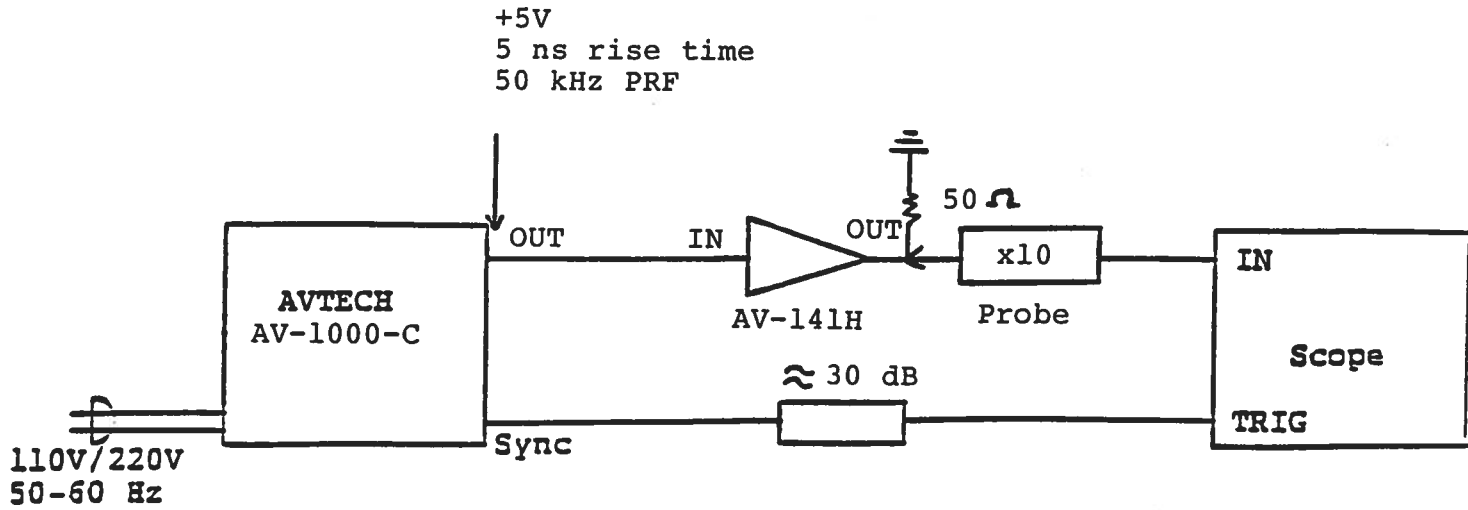 +5V
5 ns rise time
50 kHz PRF
50 Ω
OUT
IN
OUT
x10
IN
AVTECH
AV-1000-C
AV-141H
Probe
Scope
≈ 30 dB
TRIG
Sync
110V/220V
50-60 Hz